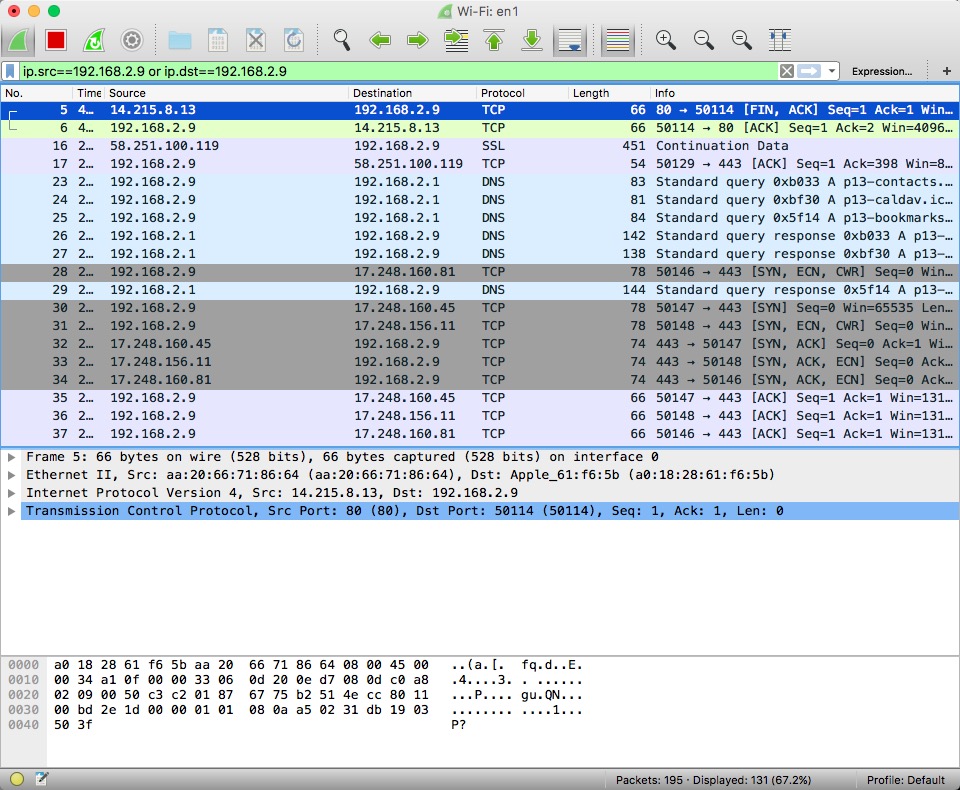 Wi-Fi: en1
ip.src==192.168.2.9 or ip.dst==192.168.2.9 Expression... +
No. Time Source Destination Protocol Length Info
5 4... 14.215.8.13 192.168.2.9 TCP 66 80 → 50114 [FIN, ACK] Seq=1 Ack=1 Win...
6 4... 192.168.2.9 14.215.8.13 TCP 66 50114 → 80 [ACK] Seq=1 Ack=2 Win=4096...
16 2... 58.251.100.119 192.168.2.9 SSL 451 Continuation Data
17 2... 192.168.2.9 58.251.100.119 TCP 54 50129 → 443 [ACK] Seq=1 Ack=398 Win=8...
23 2... 192.168.2.9 192.168.2.1 DNS 83 Standard query 0xb033 A p13-contacts....
24 2... 192.168.2.9 192.168.2.1 DNS 81 Standard query 0xbf30 A p13-caldav.ic...
25 2... 192.168.2.9 192.168.2.1 DNS 84 Standard query 0x5f14 A p13-bookmarks...
26 2... 192.168.2.1 192.168.2.9 DNS 142 Standard query response 0xb033 A p13-...
27 2... 192.168.2.1 192.168.2.9 DNS 138 Standard query response 0xbf30 A p13-...
28 2... 192.168.2.9 17.248.160.81 TCP 78 50146 → 443 [SYN, ECN, CWR] Seq=0 Win...
29 2... 192.168.2.1 192.168.2.9 DNS 144 Standard query response 0x5f14 A p13-...
30 2... 192.168.2.9 17.248.160.45 TCP 78 50147 → 443 [SYN] Seq=0 Win=65535 Len...
31 2... 192.168.2.9 17.248.156.11 TCP 78 50148 → 443 [SYN, ECN, CWR] Seq=0 Win...
32 2... 17.248.160.45 192.168.2.9 TCP 74 443 → 50147 [SYN, ACK] Seq=0 Ack=1 Wi...
33 2... 17.248.156.11 192.168.2.9 TCP 74 443 → 50148 [SYN, ACK, ECN] Seq=0 Ack...
34 2... 17.248.160.81 192.168.2.9 TCP 74 443 → 50146 [SYN, ACK, ECN] Seq=0 Ack...
35 2... 192.168.2.9 17.248.160.45 TCP 66 50147 → 443 [ACK] Seq=1 Ack=1 Win=131...
36 2... 192.168.2.9 17.248.156.11 TCP 66 50148 → 443 [ACK] Seq=1 Ack=1 Win=131...
37 2... 192.168.2.9 17.248.160.81 TCP 66 50146 → 443 [ACK] Seq=1 Ack=1 Win=131...
Frame 5: 66 bytes on wire (528 bits), 66 bytes captured (528 bits) on interface 0
Ethernet II, Src: aa:20:66:71:86:64 (aa:20:66:71:86:64), Dst: Apple_61:f6:5b (a0:18:28:61:f6:5b)
Internet Protocol Version 4, Src: 14.215.8.13, Dst: 192.168.2.9
Transmission Control Protocol, Src Port: 80 (80), Dst Port: 50114 (50114), Seq: 1, Ack: 1, Len: 0
0000 a0 18 28 61 f6 5b aa 20 66 71 86 64 08 00 45 00 ..(a.[. fq.d..E.
0010 00 34 a1 0f 00 00 33 06 0d 20 0e d7 08 0d c0 a8 .4....3. . ......
0020 02 09 00 50 c3 c2 01 87 67 75 b2 51 4e cc 80 11 ...P.... gu.QN...
0030 00 bd 2e 1d 00 00 01 01 08 0a a5 02 31 db 19 03 ........ ....1...
0040 50 3f P?
Packets: 195 · Displayed: 131 (67.2%) Profile: Default